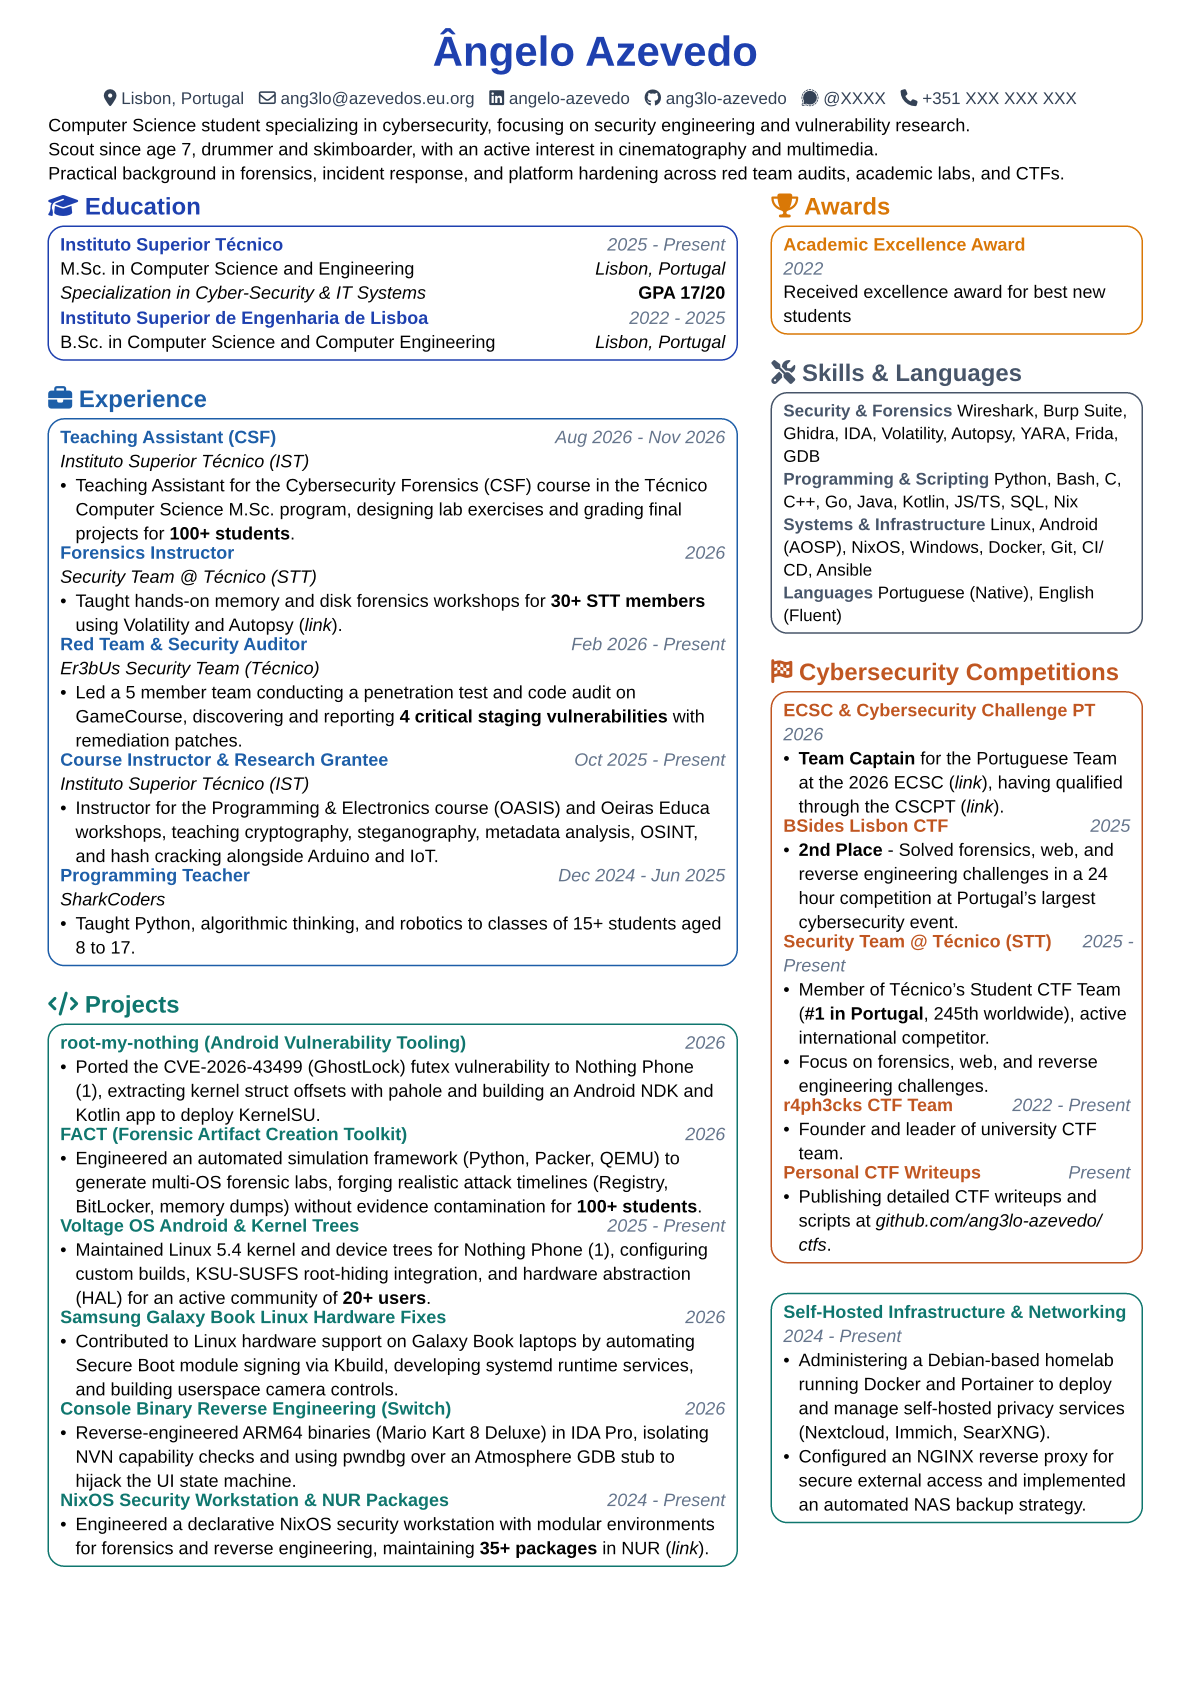 Ângelo Azevedo
Lisbon, Portugal ang3lo@azevedos.eu.org angelo-azevedo ang3lo-azevedo @XXXX +351 XXX XXX XXX
Computer Science student specializing in cybersecurity, focusing on security engineering and vulnerability research.
Scout since age 7, drummer and skimboarder, with an active interest in cinematography and multimedia.
Practical background in forensics, incident response, and platform hardening across red team audits, academic labs, and CTFs.
Education
Instituto Superior Técnico 2025 - Present
M.Sc. in Computer Science and Engineering Lisbon, Portugal
Specialization in Cyber-Security & IT Systems GPA 17/20
Instituto Superior de Engenharia de Lisboa 2022 - 2025
B.Sc. in Computer Science and Computer Engineering Lisbon, Portugal
Experience
Teaching Assistant (CSF) Aug 2026 - Nov 2026
Instituto Superior Técnico (IST)
• Teaching Assistant for the Cybersecurity Forensics (CSF) course in the Técnico
Computer Science M.Sc. program, designing lab exercises and grading final
projects for 100+ students.
Forensics Instructor 2026
Security Team @ Técnico (STT)
• Taught hands-on memory and disk forensics workshops for 30+ STT members
using Volatility and Autopsy (link).
Red Team & Security Auditor Feb 2026 - Present
Er3bUs Security Team (Técnico)
• Led a 5 member team conducting a penetration test and code audit on
GameCourse, discovering and reporting 4 critical staging vulnerabilities with
remediation patches.
Course Instructor & Research Grantee Oct 2025 - Present
Instituto Superior Técnico (IST)
• Instructor for the Programming & Electronics course (OASIS) and Oeiras Educa
workshops, teaching cryptography, steganography, metadata analysis, OSINT,
and hash cracking alongside Arduino and IoT.
Programming Teacher Dec 2024 - Jun 2025
SharkCoders
• Taught Python, algorithmic thinking, and robotics to classes of 15+ students aged
8 to 17.
Projects
root-my-nothing (Android Vulnerability Tooling) 2026
• Ported the CVE-2026-43499 (GhostLock) futex vulnerability to Nothing Phone
(1), extracting kernel struct offsets with pahole and building an Android NDK and
Kotlin app to deploy KernelSU.
FACT (Forensic Artifact Creation Toolkit) 2026
• Engineered an automated simulation framework (Python, Packer, QEMU) to
generate multi-OS forensic labs, forging realistic attack timelines (Registry,
BitLocker, memory dumps) without evidence contamination for 100+ students.
Voltage OS Android & Kernel Trees 2025 - Present
• Maintained Linux 5.4 kernel and device trees for Nothing Phone (1), configuring
custom builds, KSU-SUSFS root-hiding integration, and hardware abstraction
(HAL) for an active community of 20+ users.
Samsung Galaxy Book Linux Hardware Fixes 2026
• Contributed to Linux hardware support on Galaxy Book laptops by automating
Secure Boot module signing via Kbuild, developing systemd runtime services,
and building userspace camera controls.
Console Binary Reverse Engineering (Switch) 2026
• Reverse-engineered ARM64 binaries (Mario Kart 8 Deluxe) in IDA Pro, isolating
NVN capability checks and using pwndbg over an Atmosphere GDB stub to
hijack the UI state machine.
NixOS Security Workstation & NUR Packages 2024 - Present
• Engineered a declarative NixOS security workstation with modular environments
for forensics and reverse engineering, maintaining 35+ packages in NUR (link).
Awards
Academic Excellence Award
2022
Received excellence award for best new
students
Skills & Languages
Security & Forensics Wireshark, Burp Suite,
Ghidra, IDA, Volatility, Autopsy, YARA, Frida,
GDB
Programming & Scripting Python, Bash, C,
C++, Go, Java, Kotlin, JS/TS, SQL, Nix
Systems & Infrastructure Linux, Android
(AOSP), NixOS, Windows, Docker, Git, CI/
CD, Ansible
Languages Portuguese (Native), English
(Fluent)
Cybersecurity Competitions
ECSC & Cybersecurity Challenge PT
2026
• Team Captain for the Portuguese Team
at the 2026 ECSC (link), having qualified
through the CSCPT (link).
BSides Lisbon CTF 2025
• 2nd Place - Solved forensics, web, and
reverse engineering challenges in a 24
hour competition at Portugal’s largest
cybersecurity event.
Security Team @ Técnico (STT) 2025 -
Present
• Member of Técnico’s Student CTF Team
(#1 in Portugal, 245th worldwide), active
international competitor.
• Focus on forensics, web, and reverse
engineering challenges.
r4ph3cks CTF Team 2022 - Present
• Founder and leader of university CTF
team.
Personal CTF Writeups Present
• Publishing detailed CTF writeups and
scripts at github.com/ang3lo-azevedo/
ctfs.
Self-Hosted Infrastructure & Networking
2024 - Present
• Administering a Debian-based homelab
running Docker and Portainer to deploy
and manage self-hosted privacy services
(Nextcloud, Immich, SearXNG).
• Configured an NGINX reverse proxy for
secure external access and implemented
an automated NAS backup strategy.